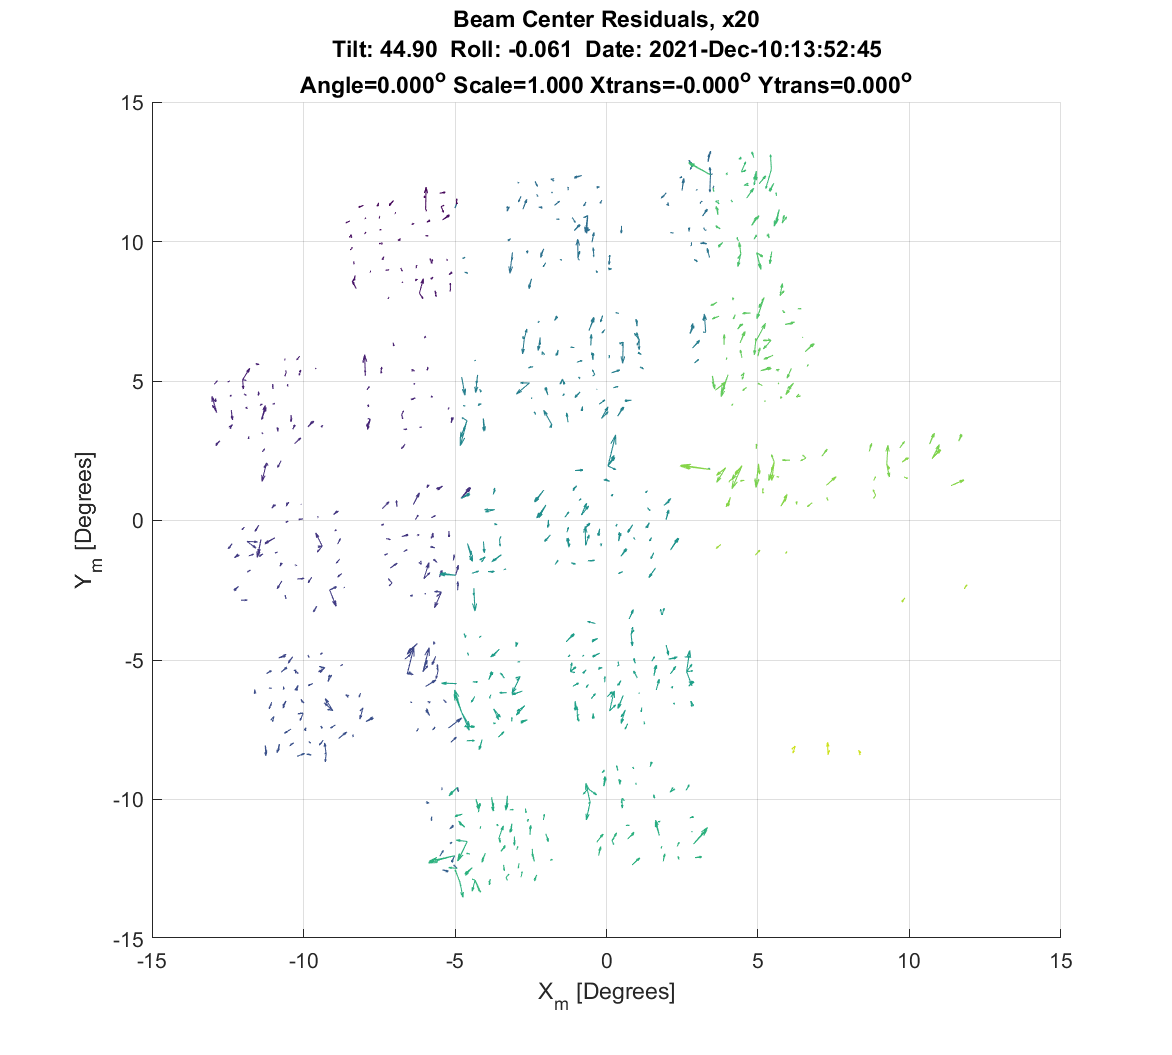 Beam Center Residuals, x20
Tilt: 44.90 Roll: -0.061 Date: 2021-Dec-10:13:52:45
Angle=0.000° Scale=1.000 Xtrans=-0.000° Ytrans=0.000°
15
10
5
0
-5
-10
-15
Y_m [Degrees]
-15 -10 -5 0 5 10 15
X_m [Degrees]